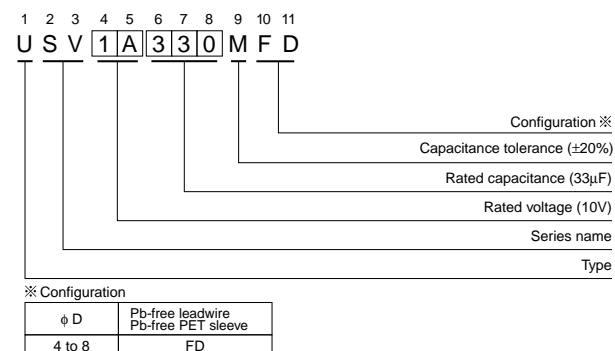 1 2 3 4 5 6 7 8 9 10 11
U S V 1 A 3 3 0 M F D
Configuration ※
Capacitance tolerance (±20%)
Rated capacitance (33μF)
Rated voltage (10V)
Series name
Type
※ Configuration
ϕ D Pb-free leadwire
Pb-free PET sleeve
4 to 8 FD